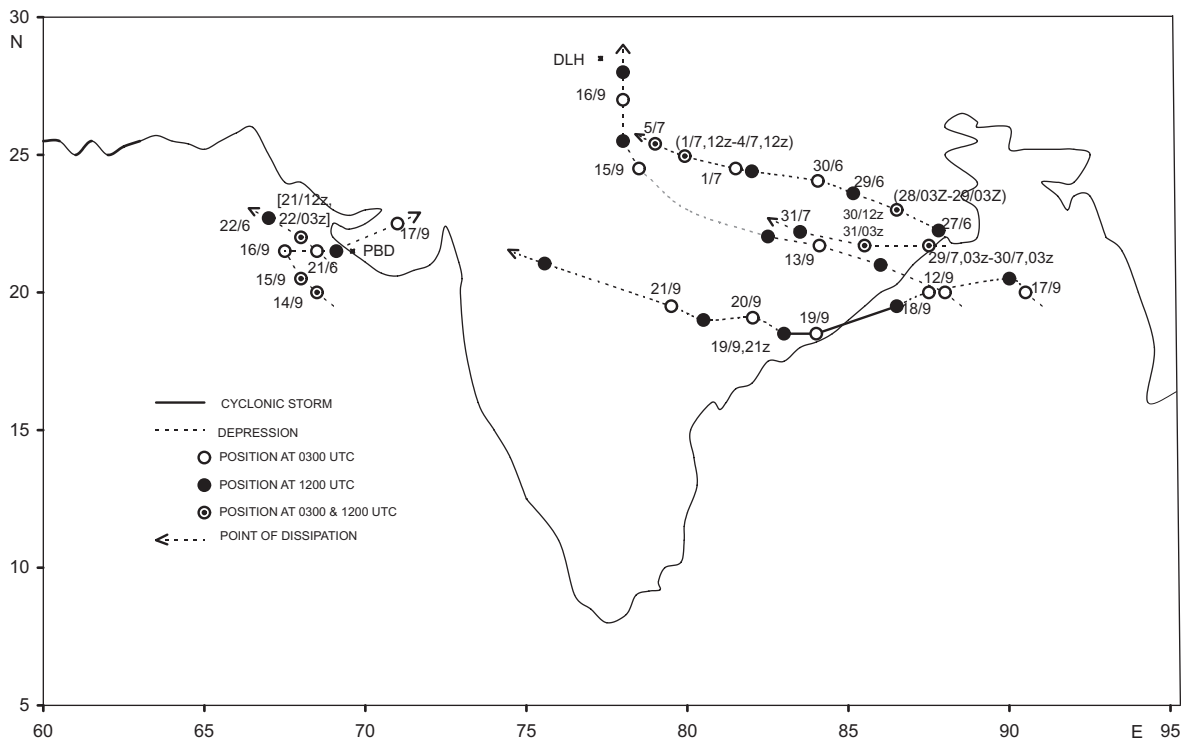 30
N
DLH
16/9
5/7
(1/7,12z-4/7,12z)
25
15/9
1/7
30/6
29/6
(28/03Z-29/03Z)
[21/12z,
22/03z]
22/6
31/7
30/12z
31/03z
27/6
17/9
16/9
PBD
13/9
29/7,03z-30/7,03z
21/6
15/9
12/9
20
14/9
21/9
20/9
17/9
18/9
19/9
19/9,21z
CYCLONIC STORM
15
DEPRESSION
POSITION AT 0300 UTC
POSITION AT 1200 UTC
POSITION AT 0300 & 1200 UTC
POINT OF DISSIPATION
10
5
60
65
70
75
80
85
90
E
95